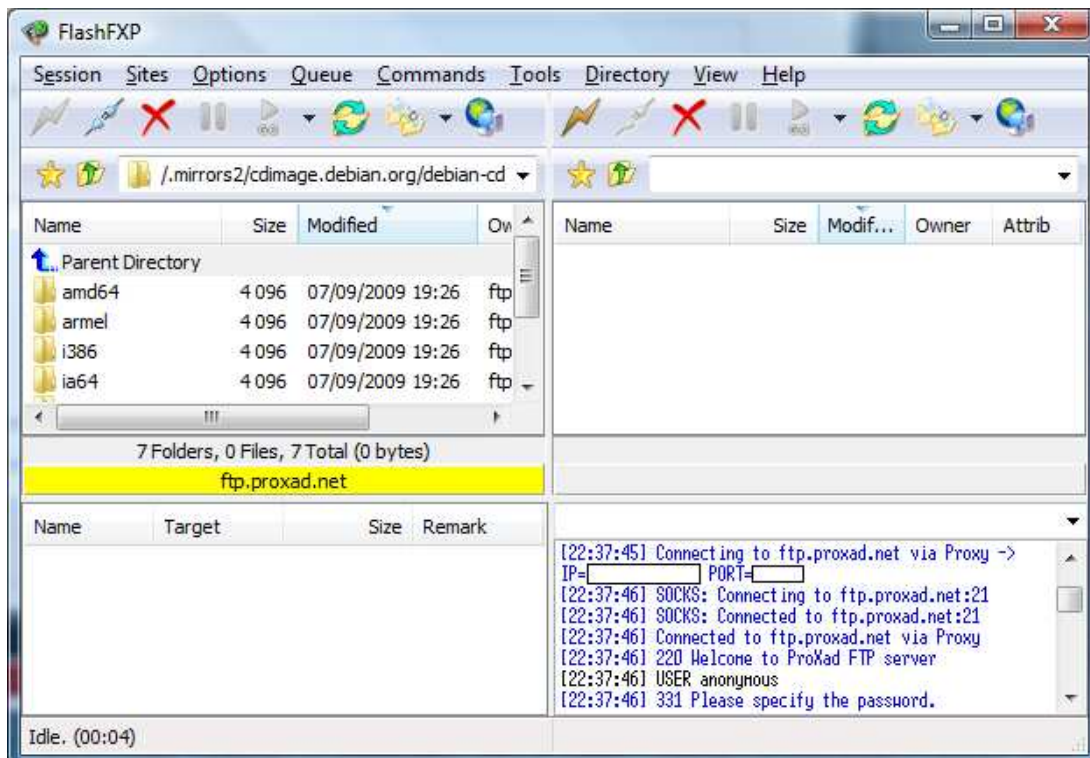 FlashFXP
Session Sites Options Queue Commands Tools Directory View Help
/.mirrors2/cdimage.debian.org/debian-cd
Name Size Modified Ow
Parent Directory
amd64 4 096 07/09/2009 19:26 ftp
armel 4 096 07/09/2009 19:26 ftp
i386 4 096 07/09/2009 19:26 ftp
ia64 4 096 07/09/2009 19:26 ftp
7 Folders, 0 Files, 7 Total (0 bytes)
ftp.proxad.net
Name Size Modif... Owner Attrib
Name Target Size Remark
[22:37:45] Connecting to ftp.proxad.net via Proxy ->
IP= PORT=
[22:37:46] SOCKS: Connecting to ftp.proxad.net:21
[22:37:46] SOCKS: Connected to ftp.proxad.net:21
[22:37:46] Connected to ftp.proxad.net via Proxy
[22:37:46] 220 Welcome to ProXad FTP server
[22:37:46] USER anonymous
[22:37:46] 331 Please specify the password.
Idle. (00:04)